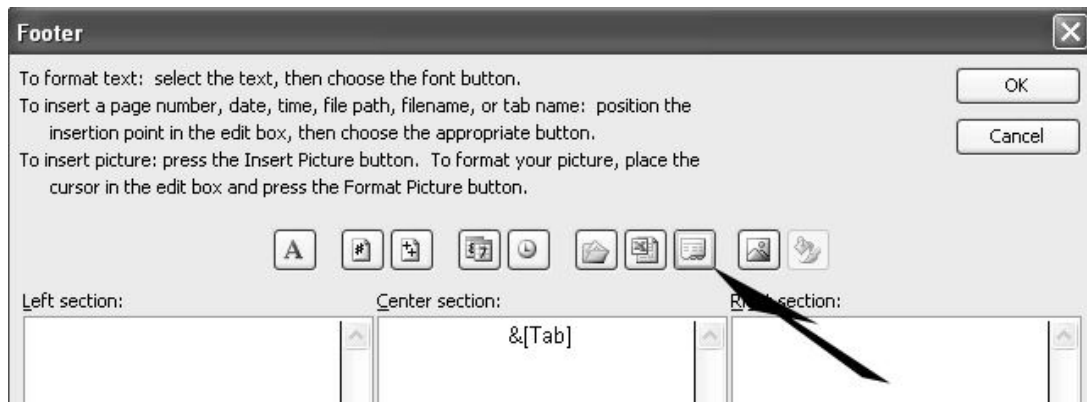 Footer
To format text: select the text, then choose the font button.
To insert a page number, date, time, file path, filename, or tab name: position the
insertion point in the edit box, then choose the appropriate button.
To insert picture: press the Insert Picture button. To format your picture, place the
cursor in the edit box and press the Format Picture button.
OK
Cancel
A
Left section:
Center section:
Right section:
&[Tab]